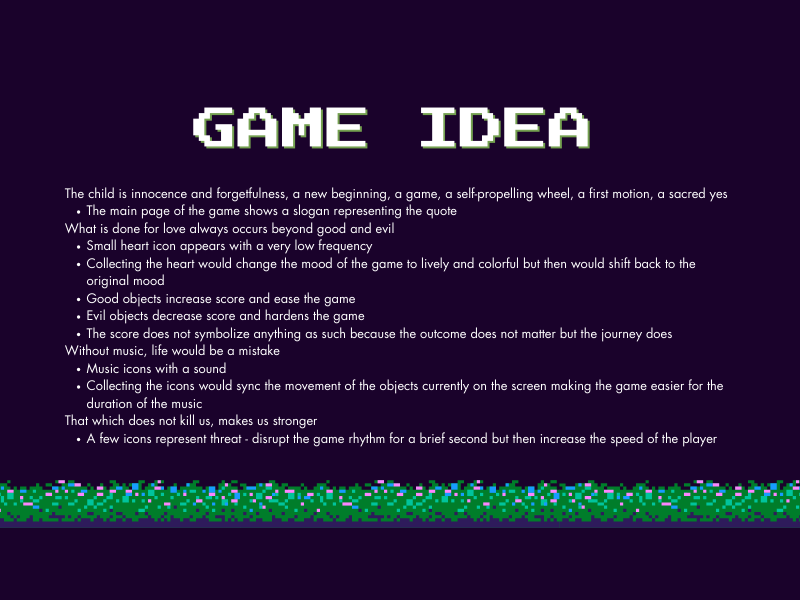 GAME IDEA
The child is innocence and forgetfulness, a new beginning, a game, a self-propelling wheel, a first motion, a sacred yes
• The main page of the game shows a slogan representing the quote
What is done for love always occurs beyond good and evil
• Small heart icon appears with a very low frequency
• Collecting the heart would change the mood of the game to lively and colorful but then would shift back to the
original mood
• Good objects increase score and ease the game
• Evil objects decrease score and hardens the game
• The score does not symbolize anything as such because the outcome does not matter but the journey does
Without music, life would be a mistake
• Music icons with a sound
• Collecting the icons would sync the movement of the objects currently on the screen making the game easier for the
duration of the music
That which does not kill us, makes us stronger
• A few icons represent threat - disrupt the game rhythm for a brief second but then increase the speed of the player